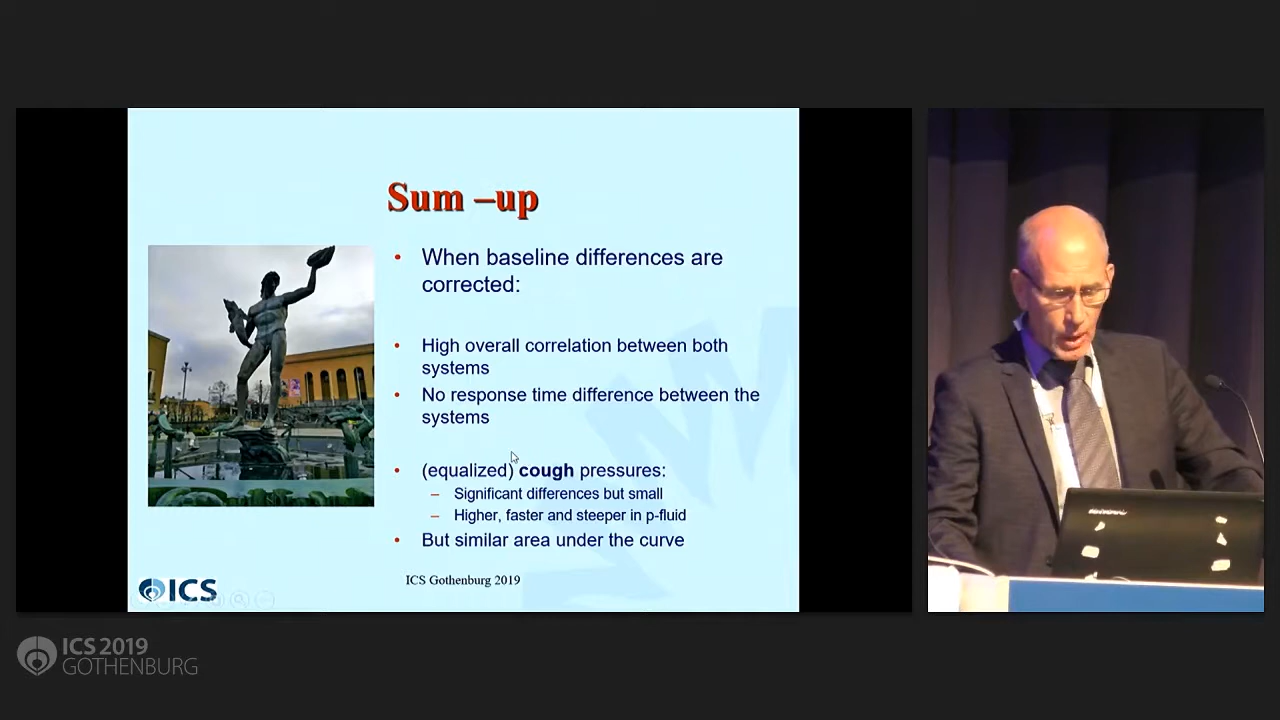 Sum –up
• When baseline differences are
corrected:
• High overall correlation between both
systems
• No response time difference between the
systems
• (equalized) cough pressures:
– Significant differences but small
– Higher, faster and steeper in p-fluid
• But similar area under the curve
ICS
ICS Gothenburg 2019
ICS 2019
GOTHENBURG